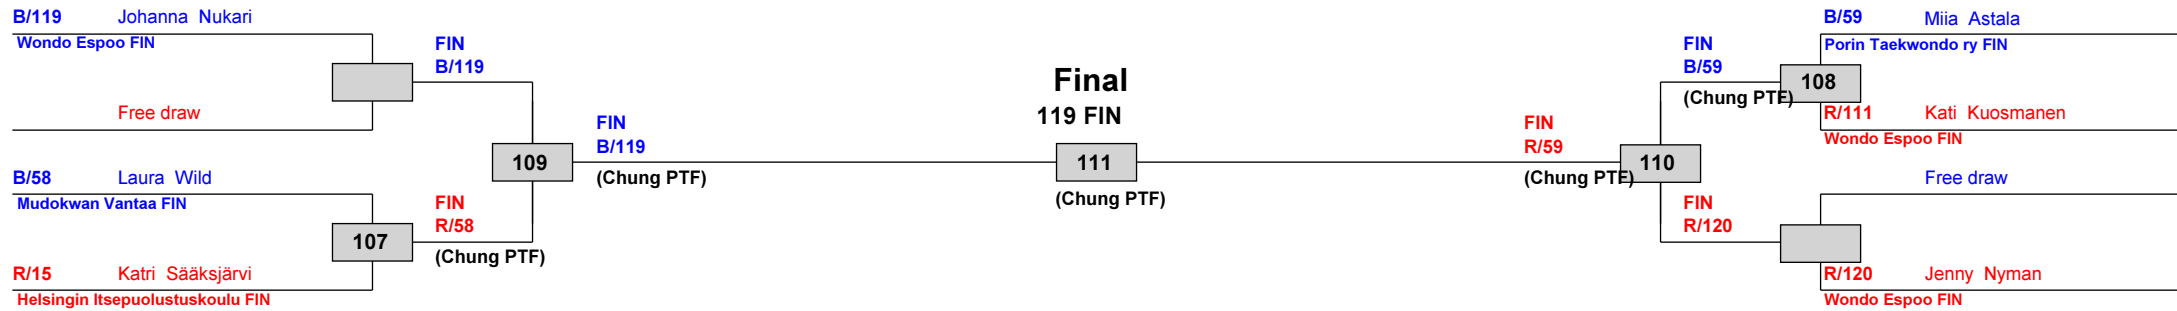 B/119 Johanna Nukari
Wondo Espoo FIN
FIN
B/119
Free draw
B/58 Laura Wild
Mudokwan Vantaa FIN
107
FIN
R/58
(Chung PTF)
R/15 Katri Sääksjärvi
Helsingin Itsepuolustuskoulu FIN
109
FIN
B/119
(Chung PTF)
Final
119 FIN
111
(Chung PTF)
FIN
R/59
(Chung PTF)
110
FIN
B/59
(Chung PTF)
108
B/59 Miia Astala
Porin Taekwondo ry FIN
R/111 Kati Kuosmanen
Wondo Espoo FIN
Free draw
FIN
R/120
R/120 Jenny Nyman
Wondo Espoo FIN